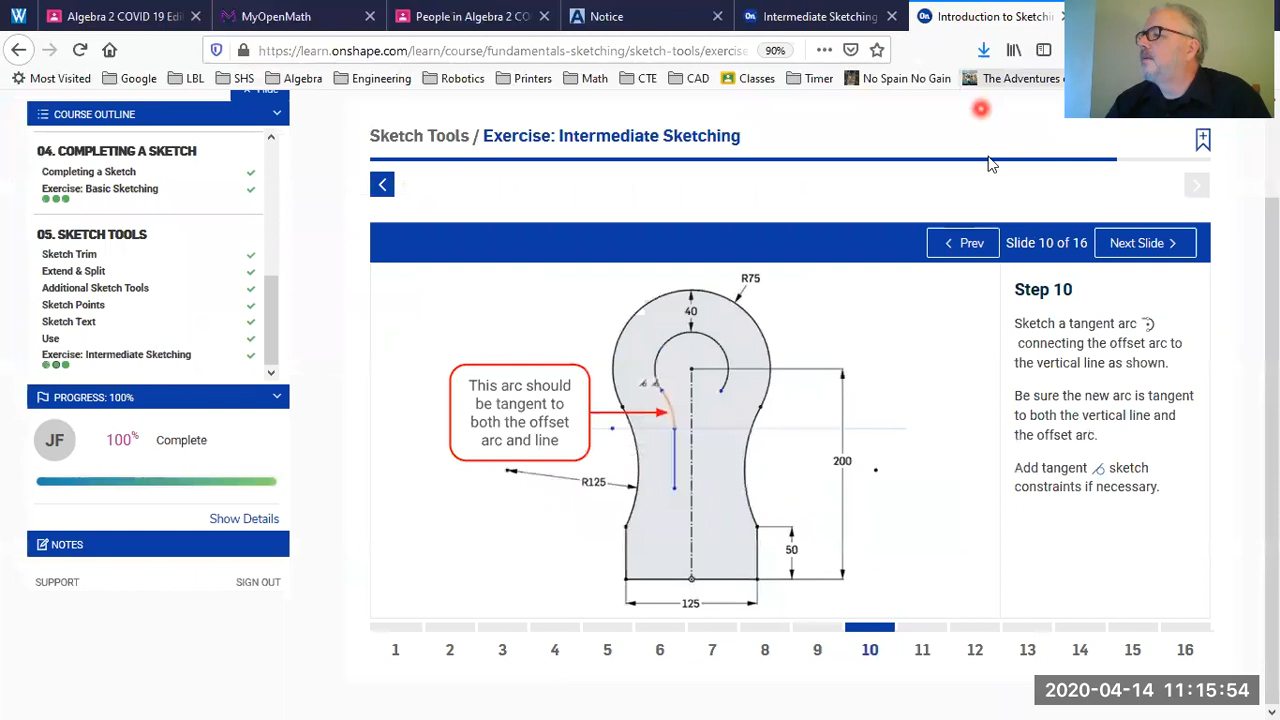 Algebra 2 COVID 19 Edi
MyOpenMath
People in Algebra 2 CO
Notice
Intermediate Sketching
Introduction to Sketchi
https://learn.onshape.com/learn/course/fundamentals-sketching/sketch-tools/exercise
90%
Most Visited
Google
LBL
SHS
Algebra
Engineering
Robotics
Printers
Math
CTE
CAD
Classes
Timer
No Spain No Gain
The Adventures
COURSE OUTLINE
04. COMPLETING A SKETCH
Completing a Sketch
Exercise: Basic Sketching
05. SKETCH TOOLS
Sketch Trim
Extend & Split
Additional Sketch Tools
Sketch Points
Sketch Text
Use
Exercise: Intermediate Sketching
PROGRESS: 100%
JF
100%
Complete
Show Details
NOTES
SUPPORT
SIGN OUT
Sketch Tools / Exercise: Intermediate Sketching
Prev
Slide 10 of 16
Next Slide
R75
40
This arc should
be tangent to
both the offset
arc and line
R125
200
50
125
Step 10
Sketch a tangent arc
connecting the offset arc to
the vertical line as shown.
Be sure the new arc is tangent
to both the vertical line and
the offset arc.
Add tangent sketch
constraints if necessary.
1 2 3 4 5 6 7 8 9 10 11 12 13 14 15 16
2020-04-14 11:15:54